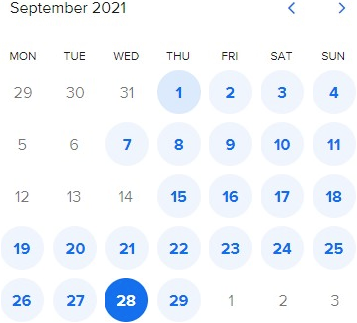 September 2021
MON TUE WED THU FRI SAT SUN
29 30 31 1 2 3 4
5 6 7 8 9 10 11
12 13 14 15 16 17 18
19 20 21 22 23 24 25
26 27 28 29 1 2 3